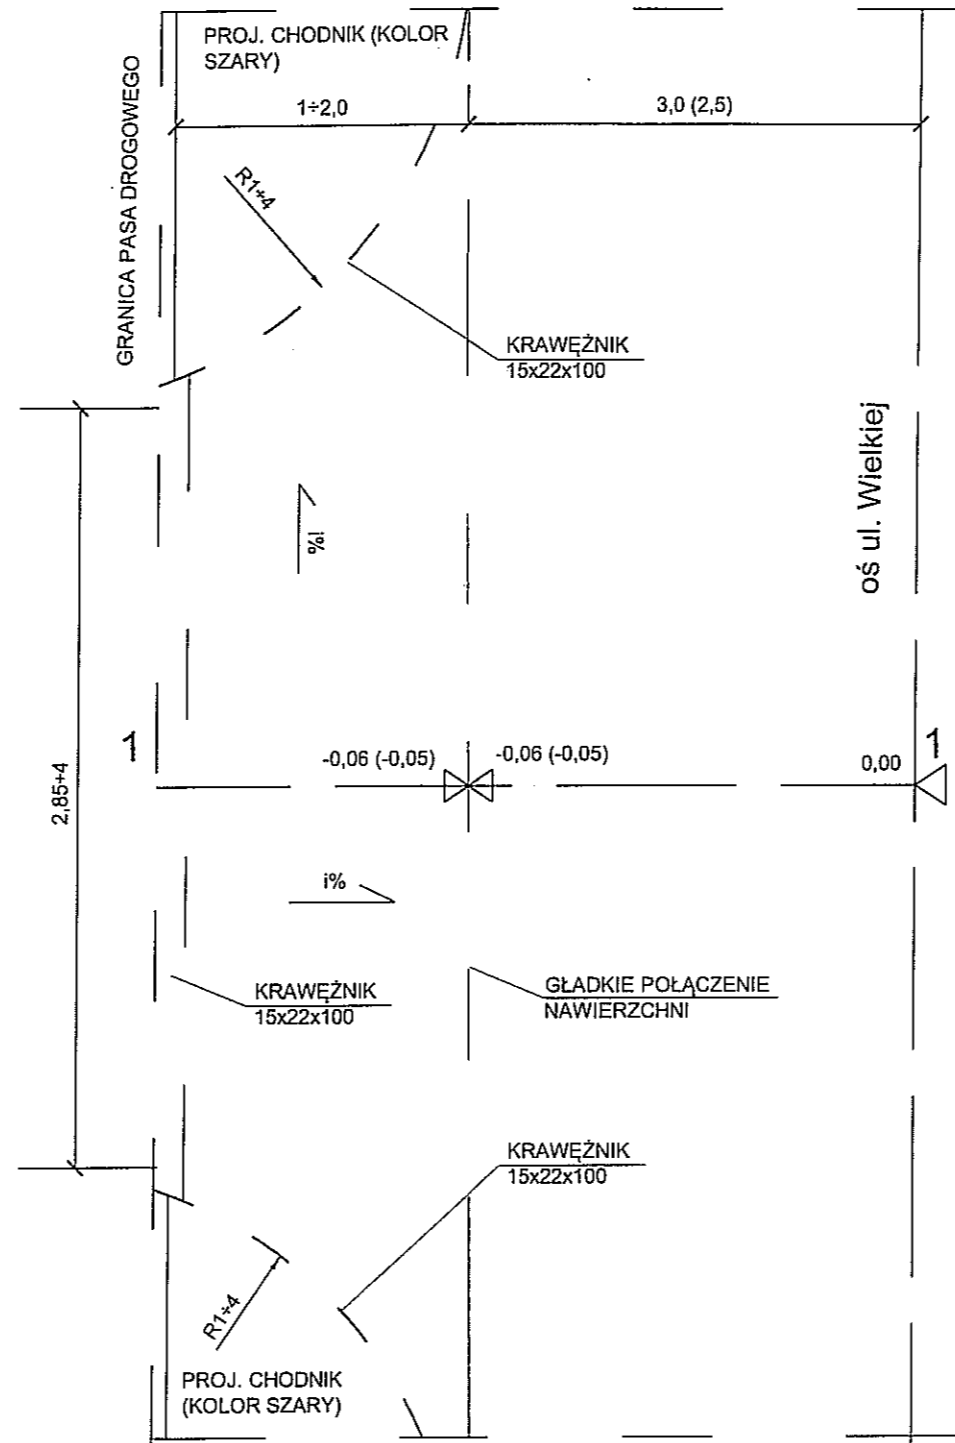 PROJ. CHODNIK (KOLOR
SZARY)
GRANICA PASA DROGOWEGO
1÷2,0
3,0 (2,5)
R1÷4
KRAWĘŻNIK
15x22x100
oś ul. Wielkiej
i%
2,85÷4
1
-0,06 (-0,05)
-0,06 (-0,05)
0,00
1
i%
KRAWĘŻNIK
15x22x100
GŁADKIE POŁĄCZENIE
NAWIERZCHNI
KRAWĘŻNIK
15x22x100
R1÷4
PROJ. CHODNIK
(KOLOR SZARY)